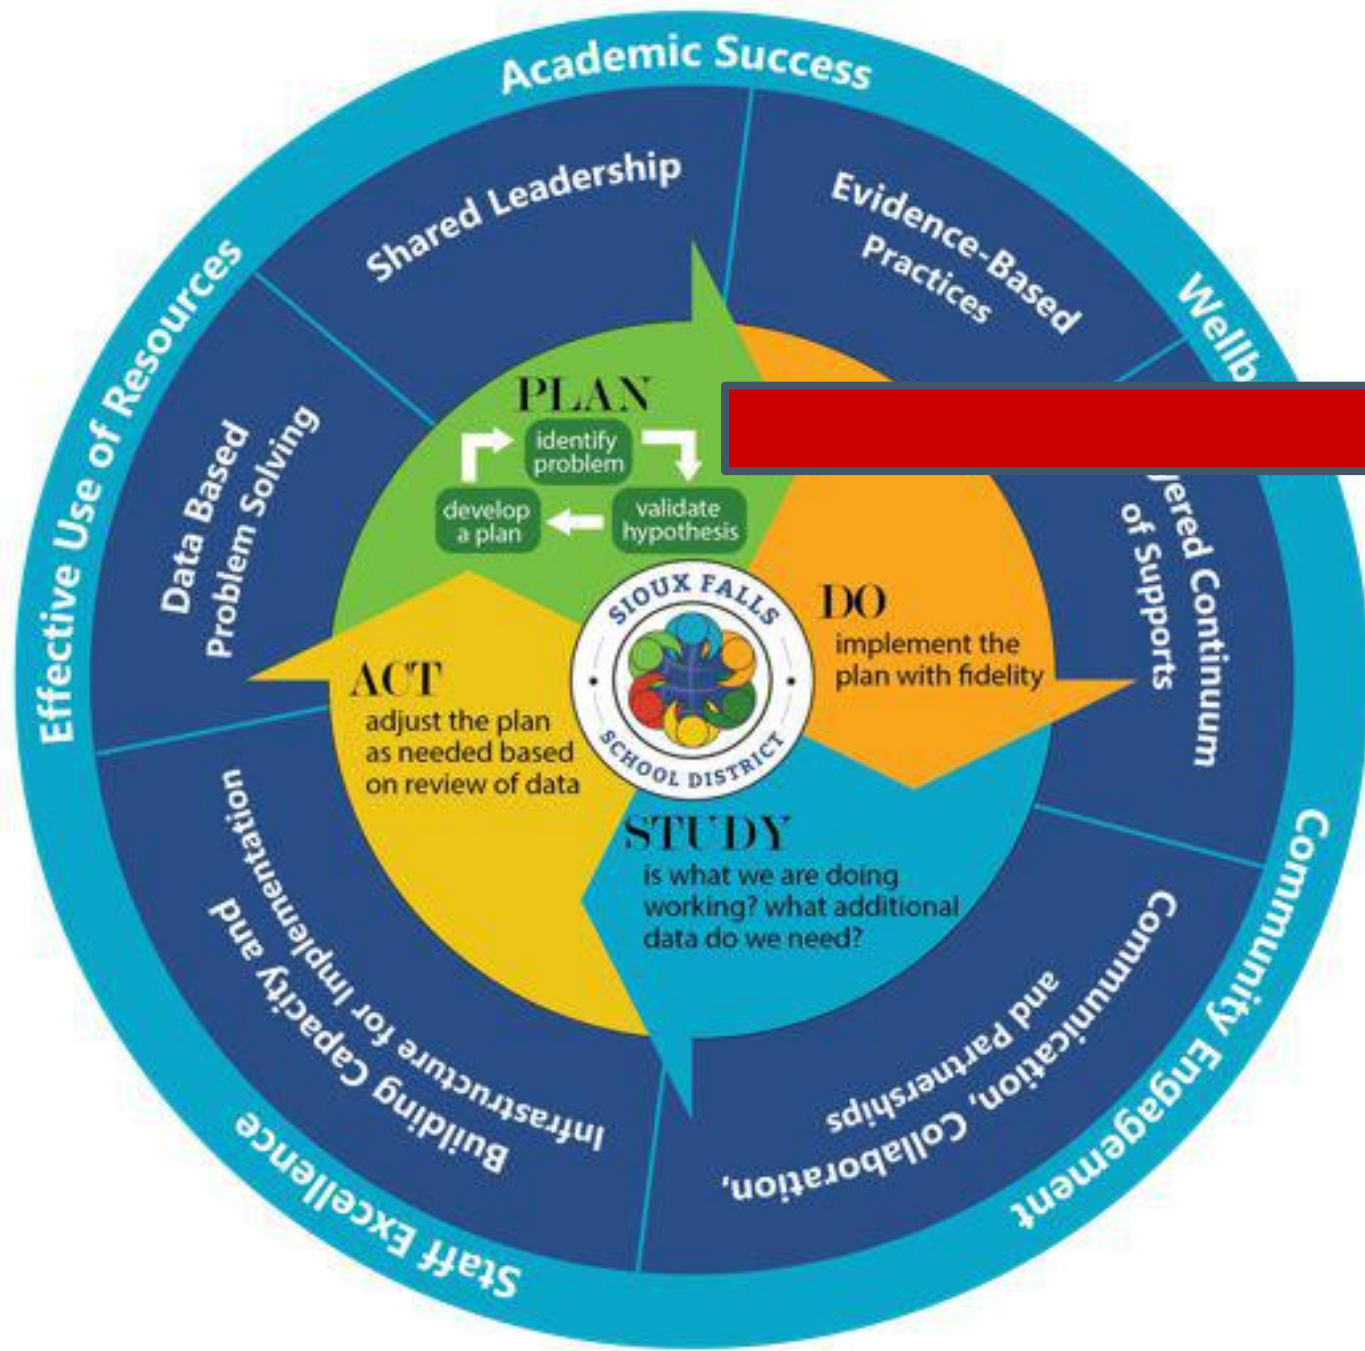 Academic Success
Shared Leadership
Evidence-Based
Practices
Effective Use of Resources
Data Based
Problem Solving
PLAN
identify
problem
develop
a plan
validate
hypothesis
of Supports
Continuum
SIOUX FALLS
SCHOOL DISTRICT
DO
implement the
plan with fidelity
ACT
adjust the plan
as needed based
on review of data
STUDY
is what we are doing
working? what additional
data do we need?
Building Capacity and
Infrastructure for Implementation
Communication, Collaboration,
and Partnerships
Staff Excellence
Community Engagement